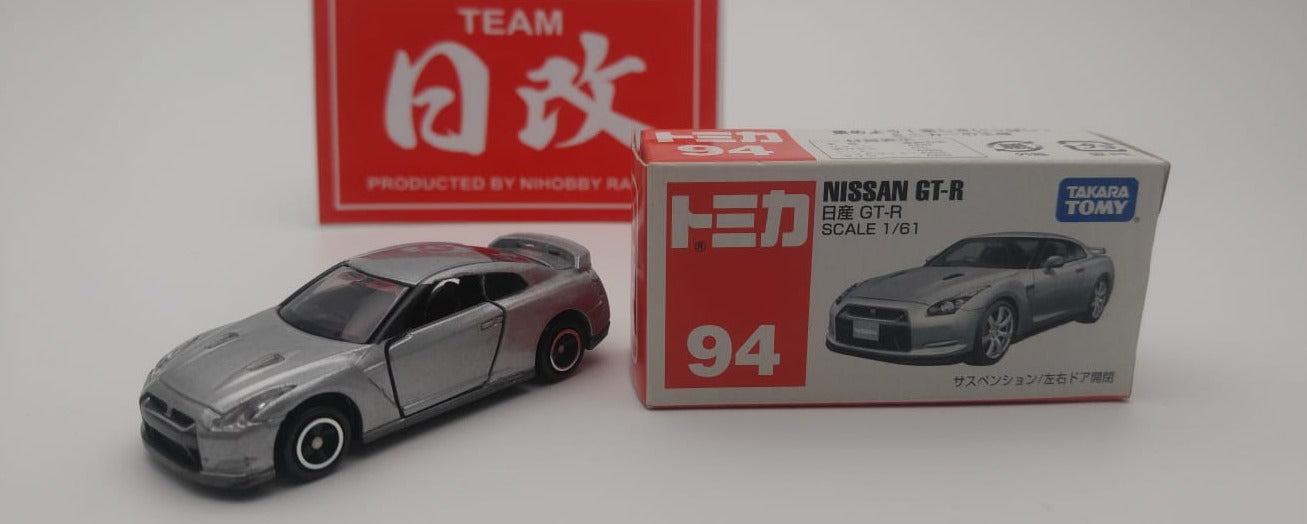 TEAM
日改
PRODUCTED BY NIHOBBY RA
トミカ
94
トミカ
94
NISSAN GT-R
日産 GT-R
SCALE 1/61
TAKARA
TOMY
サスペンション/左右ドア開閉